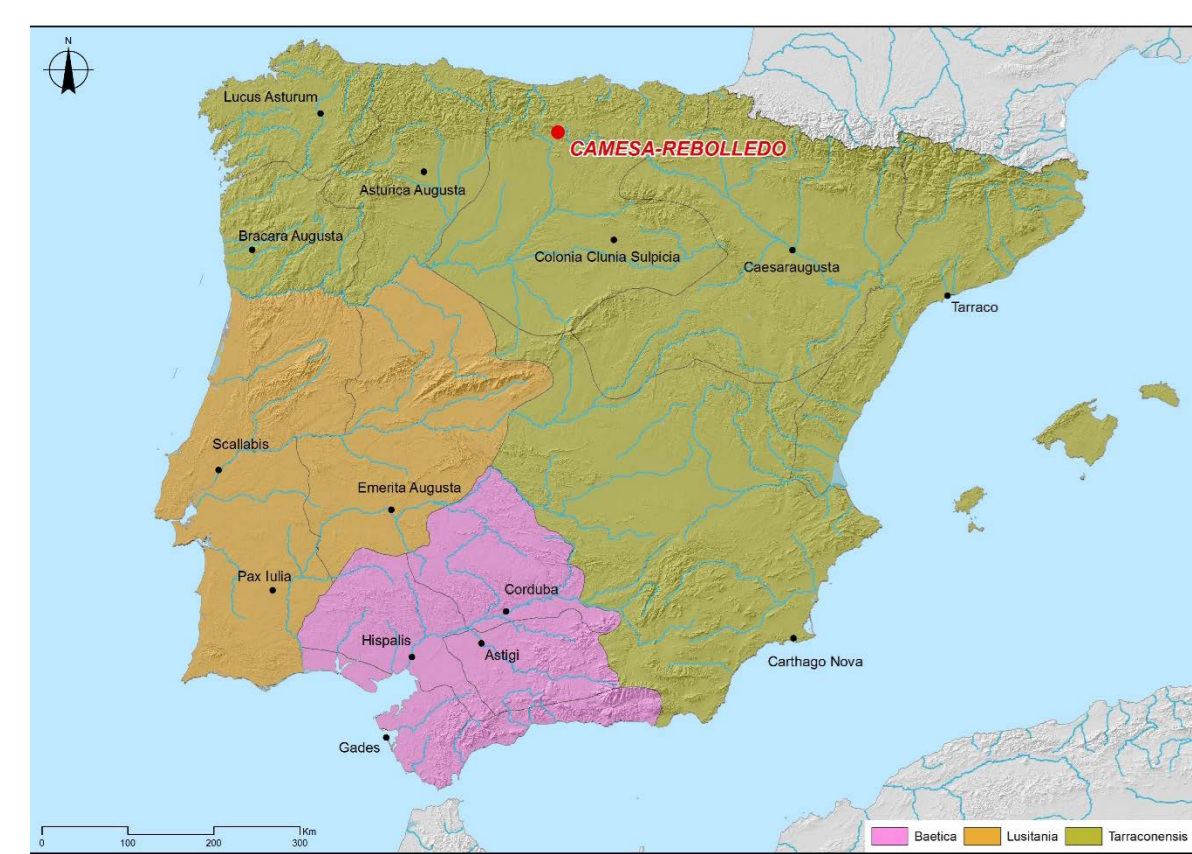 N
Lucus Asturum
CAMESA-REBOLLEDO
Asturica Augusta
Bracara Augusta
Colonia Clunia Sulpicia
Caesaraugusta
Tarraco
Scallabis
Emerita Augusta
Pax Iulia
Corduba
Hispalis
Astigi
Carthago Nova
Gades
Km
0 100 200 300
Baetica Lusitania Tarraconensis